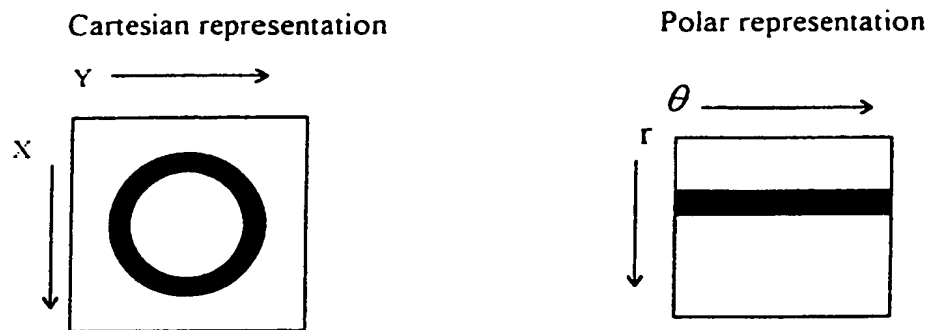 Cartesian representation
Y
X
Polar representation
θ
r